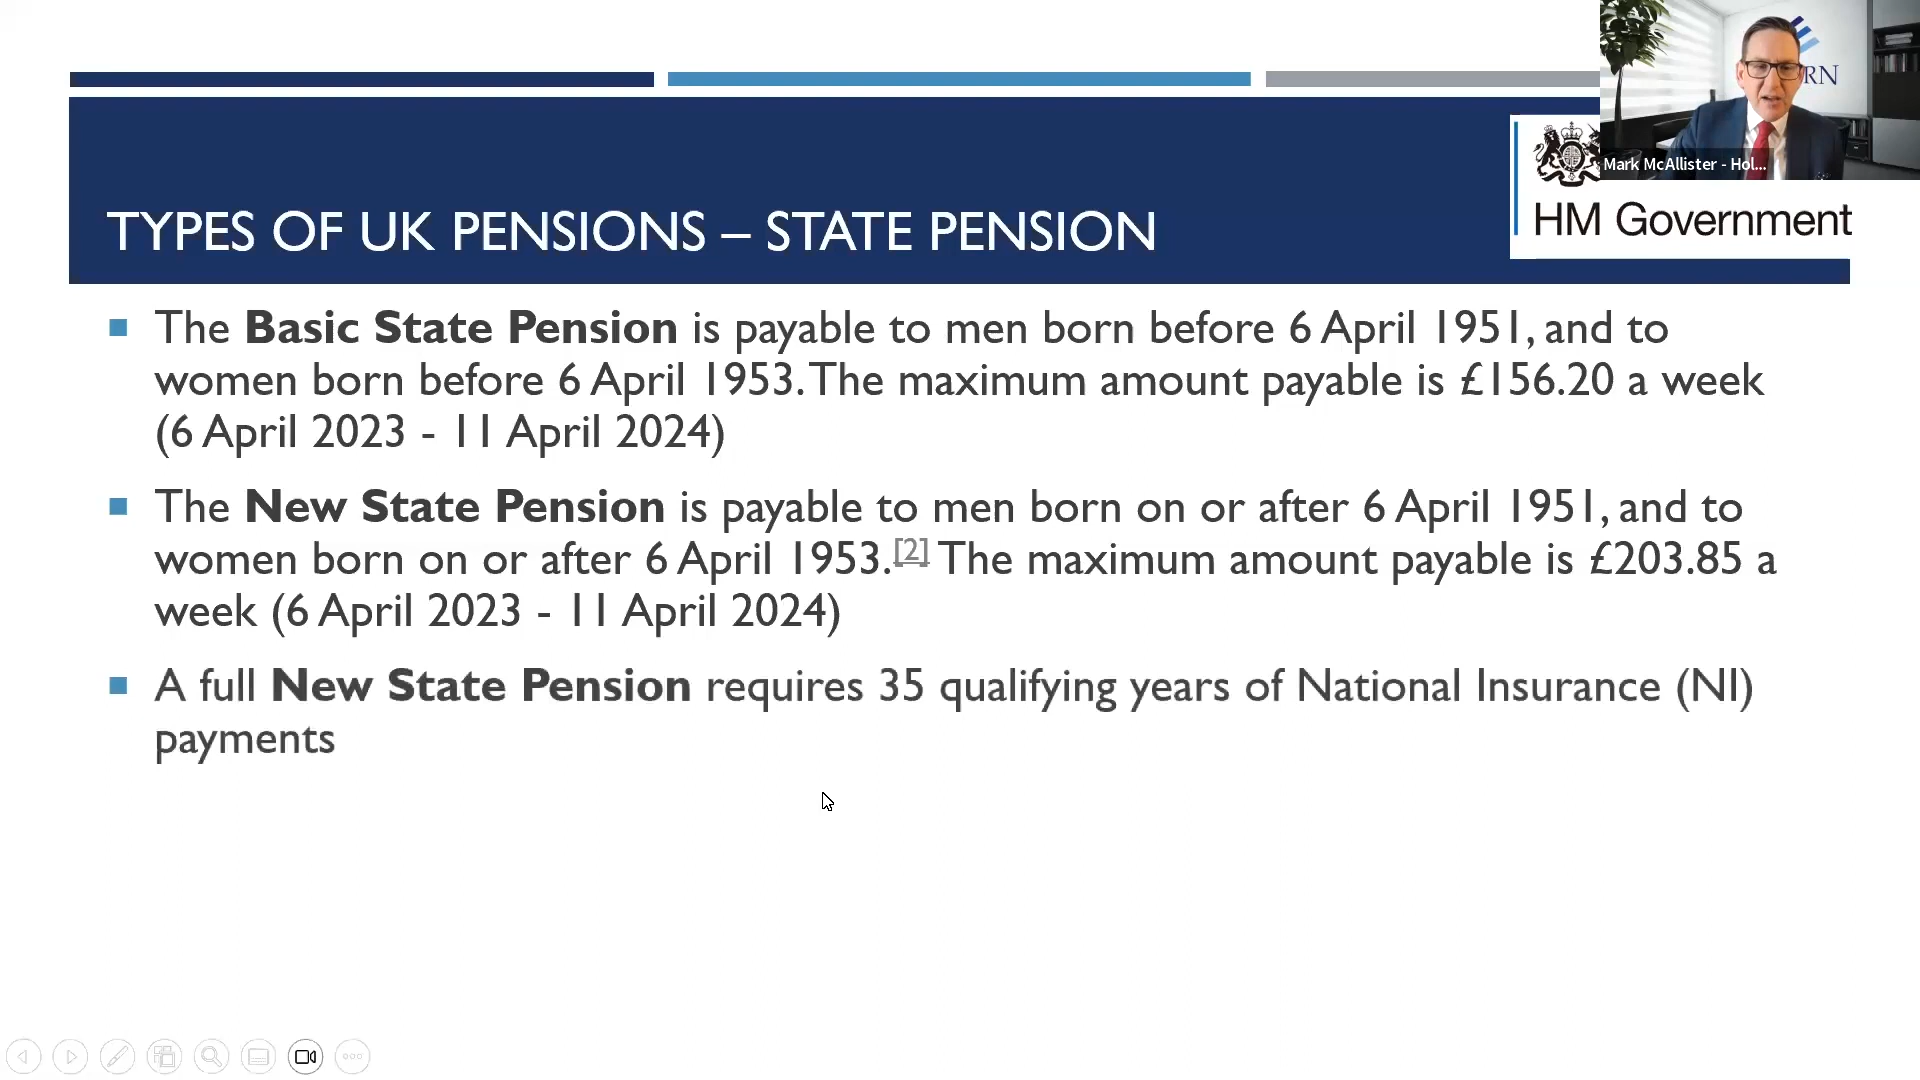 RN
Mark McAllister - Hol...
HM Government
TYPES OF UK PENSIONS – STATE PENSION
The Basic State Pension is payable to men born before 6 April 1951, and to
women born before 6 April 1953. The maximum amount payable is £156.20 a week
(6 April 2023 - 11 April 2024)
The New State Pension is payable to men born on or after 6 April 1951, and to
women born on or after 6 April 1953.[2] The maximum amount payable is £203.85 a
week (6 April 2023 - 11 April 2024)
A full New State Pension requires 35 qualifying years of National Insurance (NI)
payments